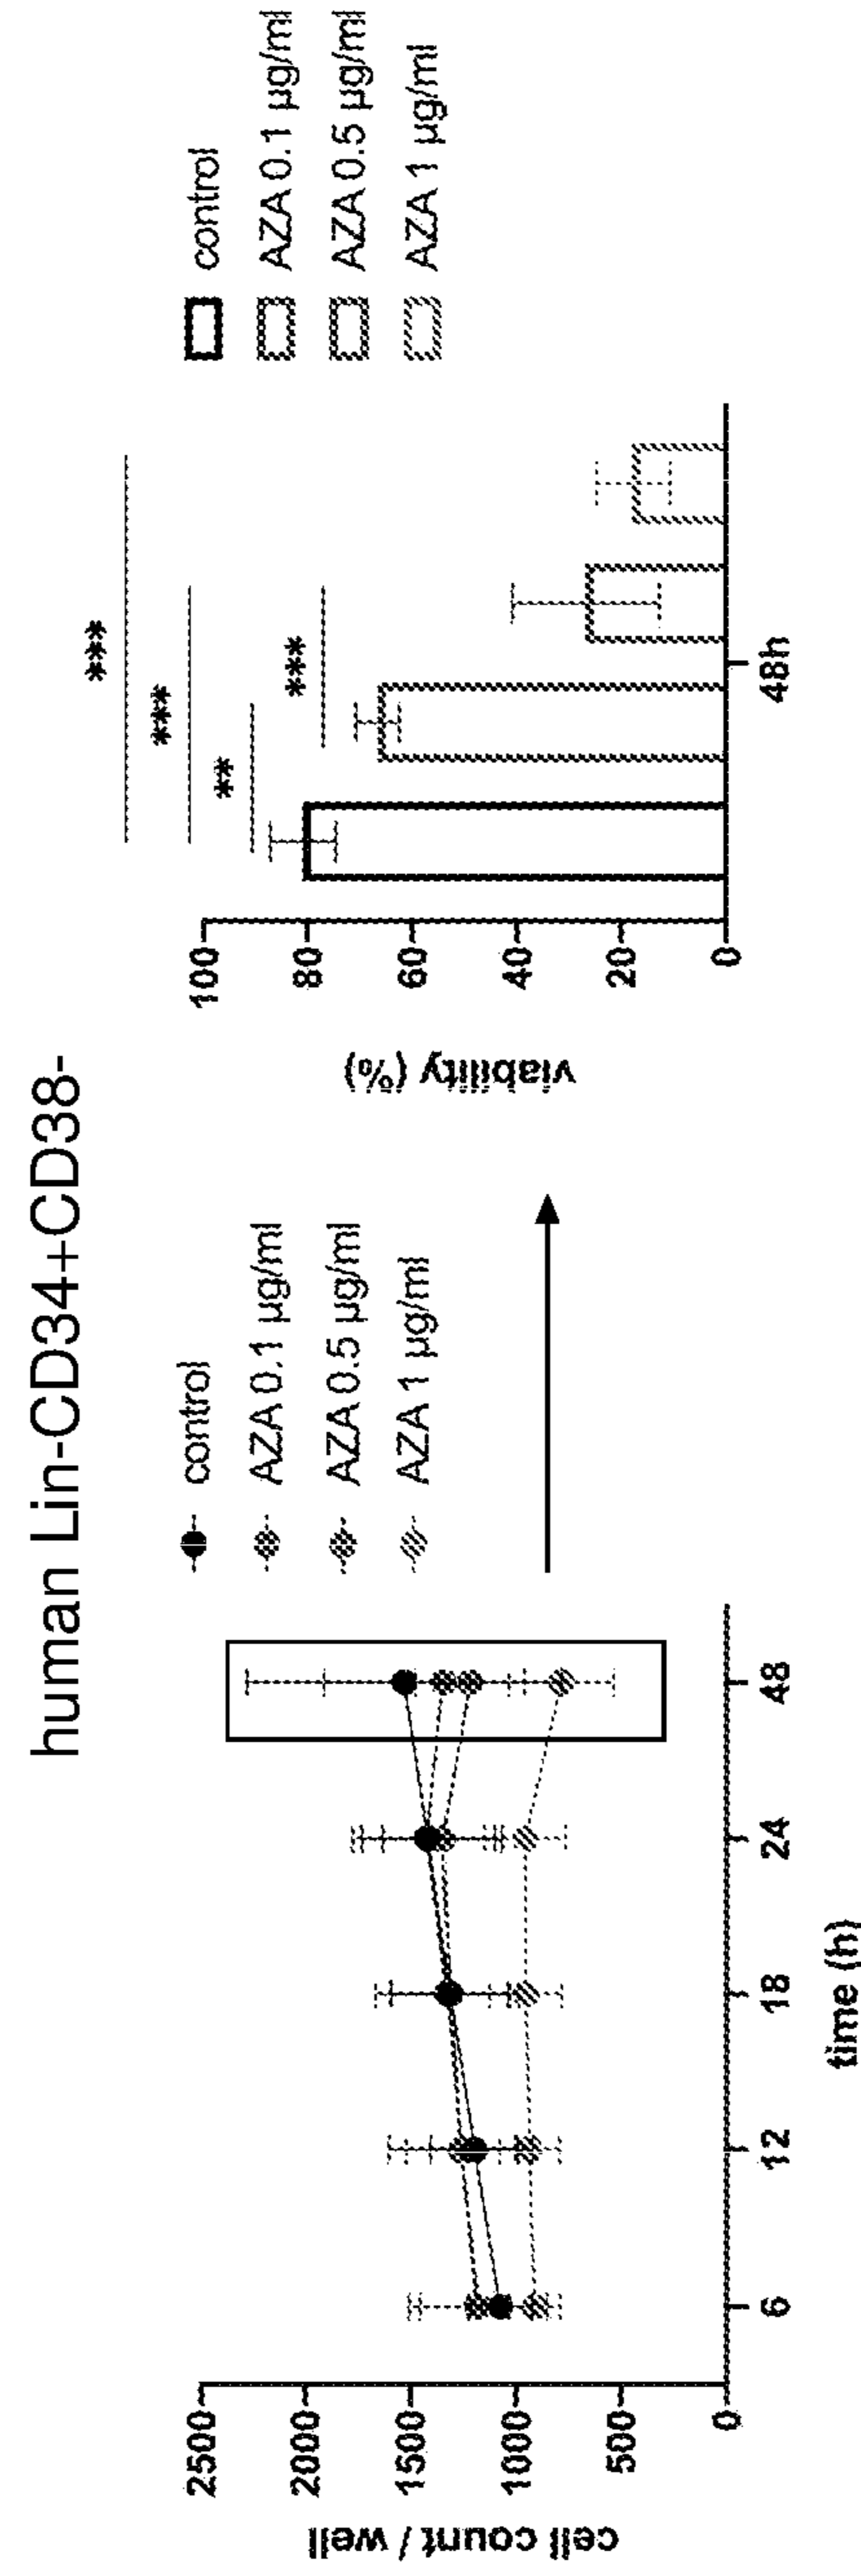 human Lin-CD34+CD38-
cell count / well
2500
2000
1500
1000
500
0
6
12
18
24
48
time (h)
control
AZA 0.1 µg/ml
AZA 0.5 µg/ml
AZA 1 µg/ml
viability (%)
100
80
60
40
20
0
48h
**
***
***
***
control
AZA 0.1 µg/ml
AZA 0.5 µg/ml
AZA 1 µg/ml